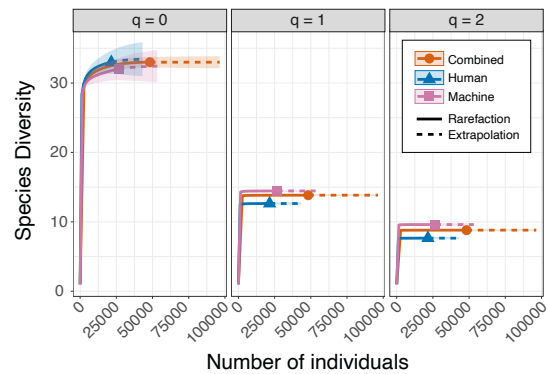 q = 0
q = 1
q = 2
Species Diversity
30
20
10
0
Combined
Human
Machine
Rarefaction
Extrapolation
0
25000
50000
75000
100000
0
25000
50000
75000
100000
0
25000
50000
75000
100000
Number of individuals